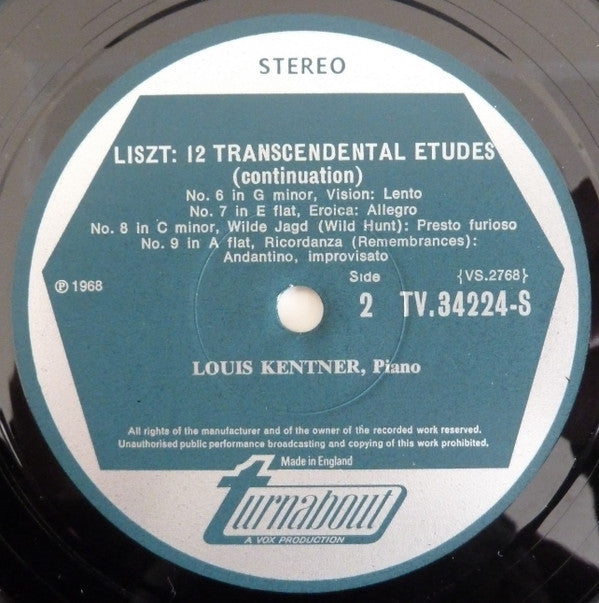 STEREO
LISZT: 12 TRANSCENDENTAL ETUDES
(continuation)
No. 6 in G minor, Vision: Lento
No. 7 in E flat, Eroica: Allegro
No. 8 in C minor, Wilde Jagd (Wild Hunt): Presto furioso
No. 9 in A flat, Ricordanza (Remembrances):
Andantino, improvisato
℗ 1968
Side {VS.2768}
2 TV.34224-S
LOUIS KENTNER, Piano
All rights of the manufacturer and of the owner of the recorded work reserved.
Unauthorised public performance broadcasting and copying of this work prohibited.
Made in England
turnabout
A VOX PRODUCTION